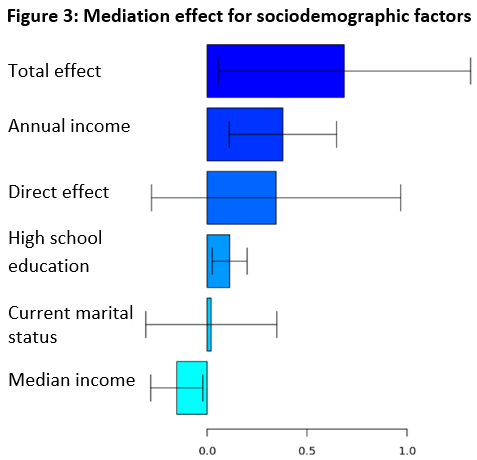 Figure 3: Mediation effect for sociodemographic factors
Total effect
Annual income
Direct effect
High school
education
Current marital
status
Median income
0.0 0.5 1.0